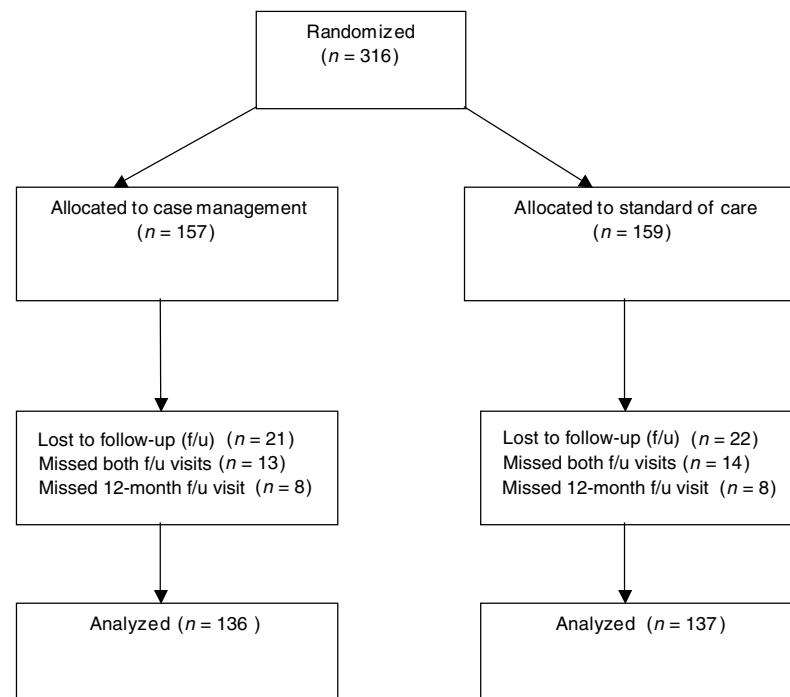 Randomized
(n = 316)
Allocated to case management
(n = 157)
Allocated to standard of care
(n = 159)
Lost to follow-up (f/u) (n = 21)
Missed both f/u visits (n = 13)
Missed 12-month f/u visit (n = 8)
Lost to follow-up (f/u) (n = 22)
Missed both f/u visits (n = 14)
Missed 12-month f/u visit (n = 8)
Analyzed (n = 136 )
Analyzed (n = 137)